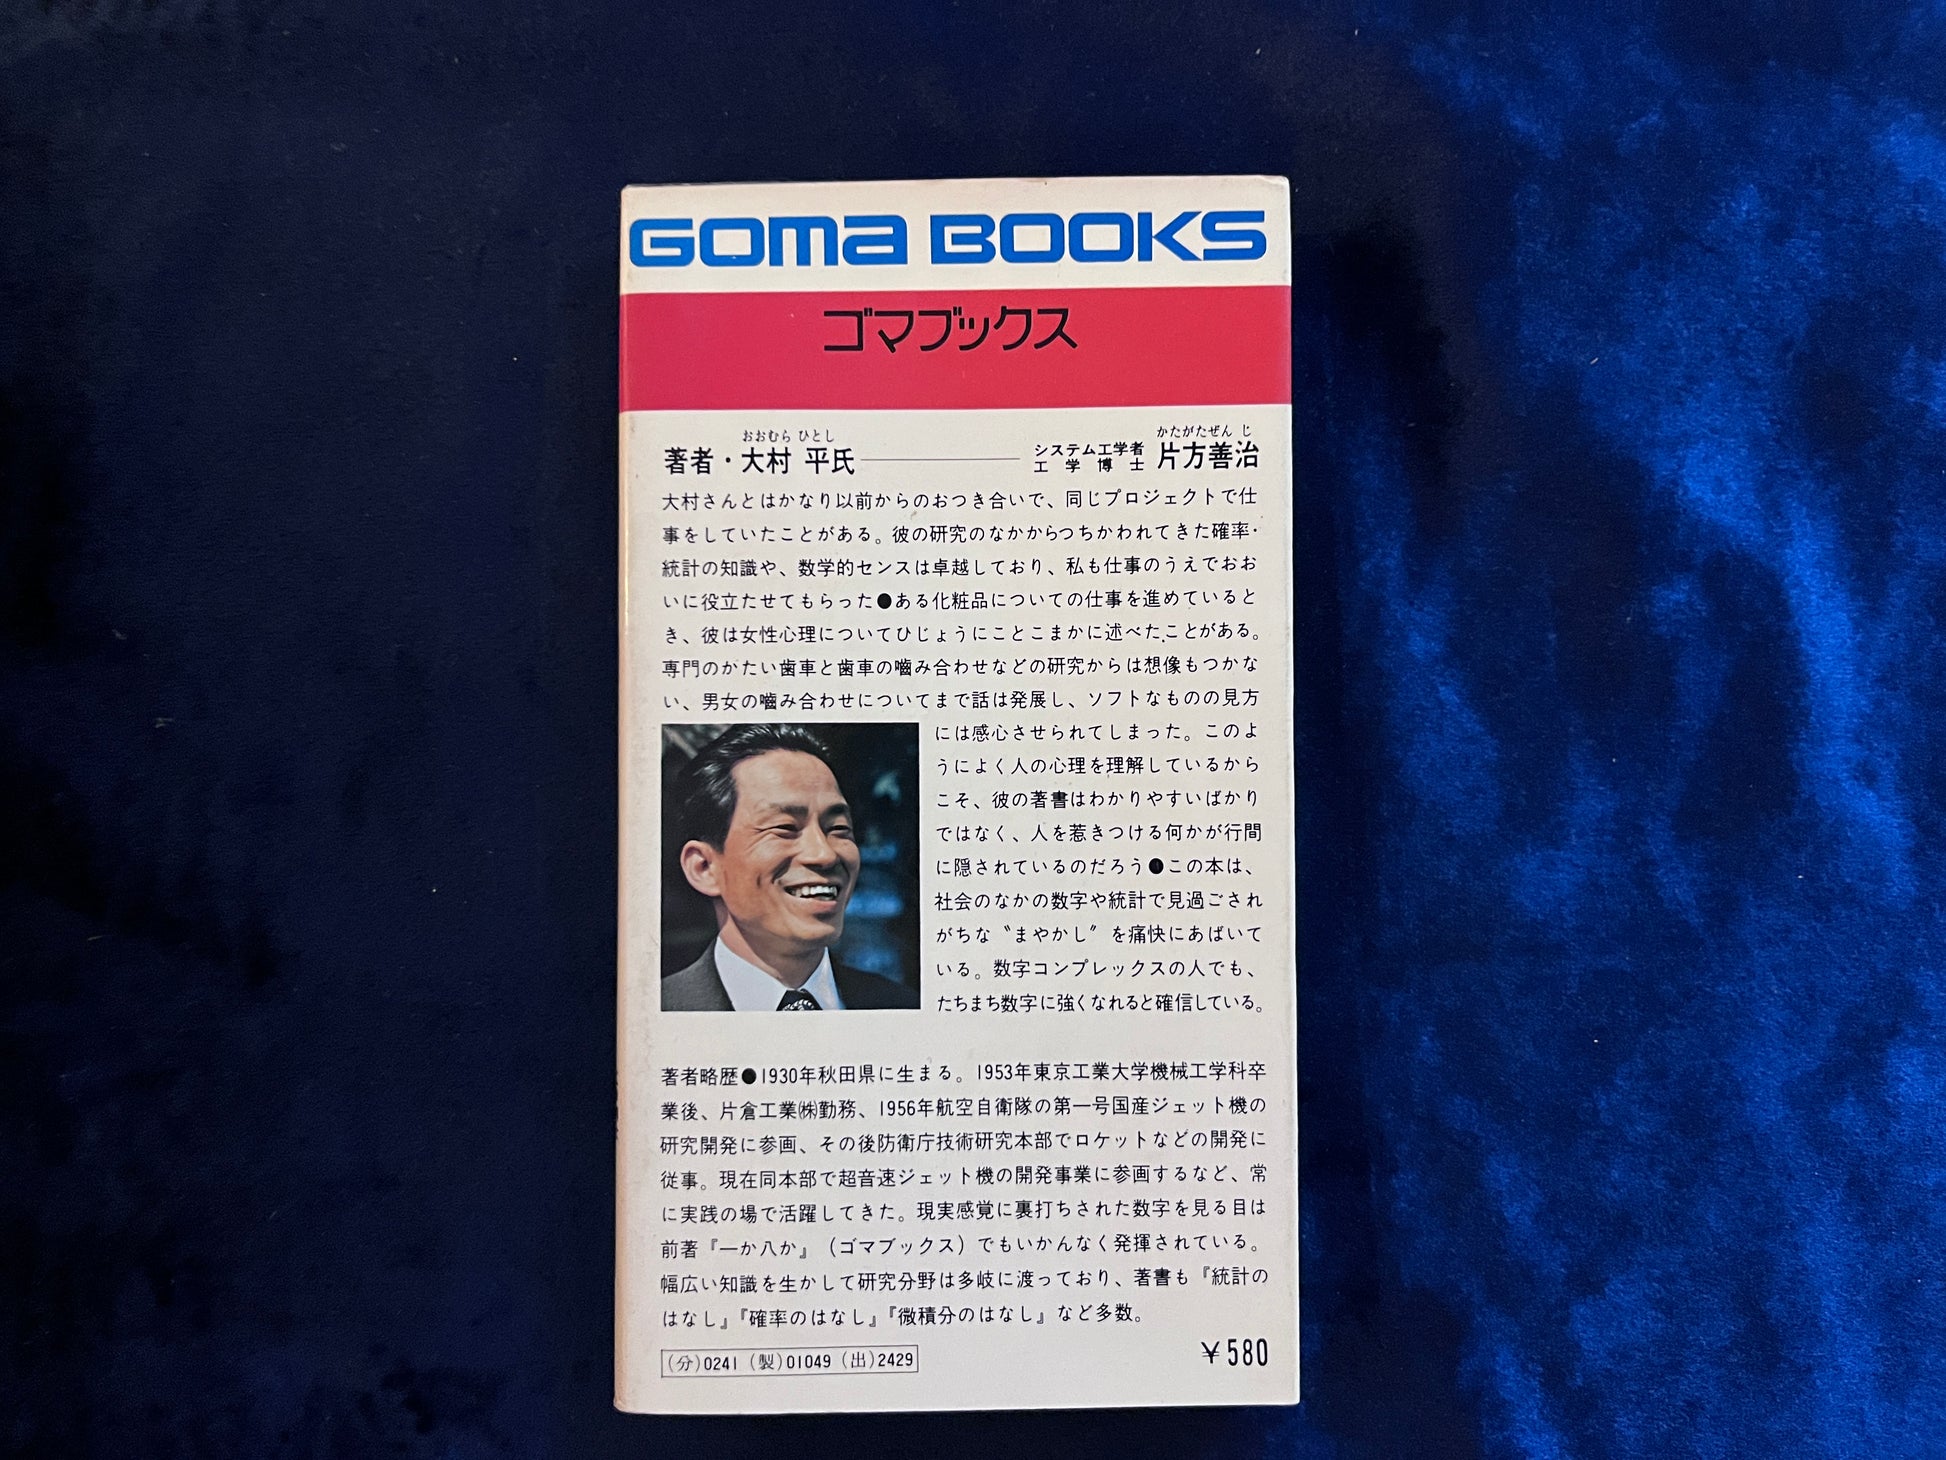 GOMA BOOKS
ゴマブックス
おおむら ひとし
著者・大村 平氏
かたがたぜん じ
システム工学者
工学博士 片方善治
大村さんとはかなり以前からのおつき合いで、同じプロジェクトで仕
事をしていたことがある。彼の研究のなかからつちかわれてきた確率・
統計の知識や、数学的センスは卓越しており、私も仕事のうえでおお
いに役立たせてもらった●ある化粧品についての仕事を進めていると
き、彼は女性心理についてひじょうにことこまかに述べたことがある。
専門のかたい歯車と歯車の嚙み合わせなどの研究からは想像もつかな
い、男女の嚙み合わせについてまで話は発展し、ソフトなものの見方
には感心させられてしまった。このよ
うによく人の心理を理解しているから
こそ、彼の著書はわかりやすいばかり
ではなく、人を惹きつける何かが行間
に隠されているのだろう●この本は、
社会のなかの数字や統計で見過ごされ
がちな〝まやかし〞を痛快にあばいて
いる。数字コンプレックスの人でも、
たちまち数字に強くなれると確信している。
著者略歴●1930年秋田県に生まる。1953年東京工業大学機械工学科卒
業後、片倉工業㈱勤務、1956年航空自衛隊の第一号国産ジェット機の
研究開発に参画、その後防衛庁技術研究本部でロケットなどの開発に
従事。現在同本部で超音速ジェット機の開発事業に参画するなど、常
に実践の場で活躍してきた。現実感覚に裏打ちされた数字を見る目は
前著『一か八か』（ゴマブックス）でもいかんなく発揮されている。
幅広い知識を生かして研究分野は多岐に渡っており、著書も『統計の
はなし』『確率のはなし』『微積分のはなし』など多数。
¥580
(分)0241 (製)01049 (出)2429